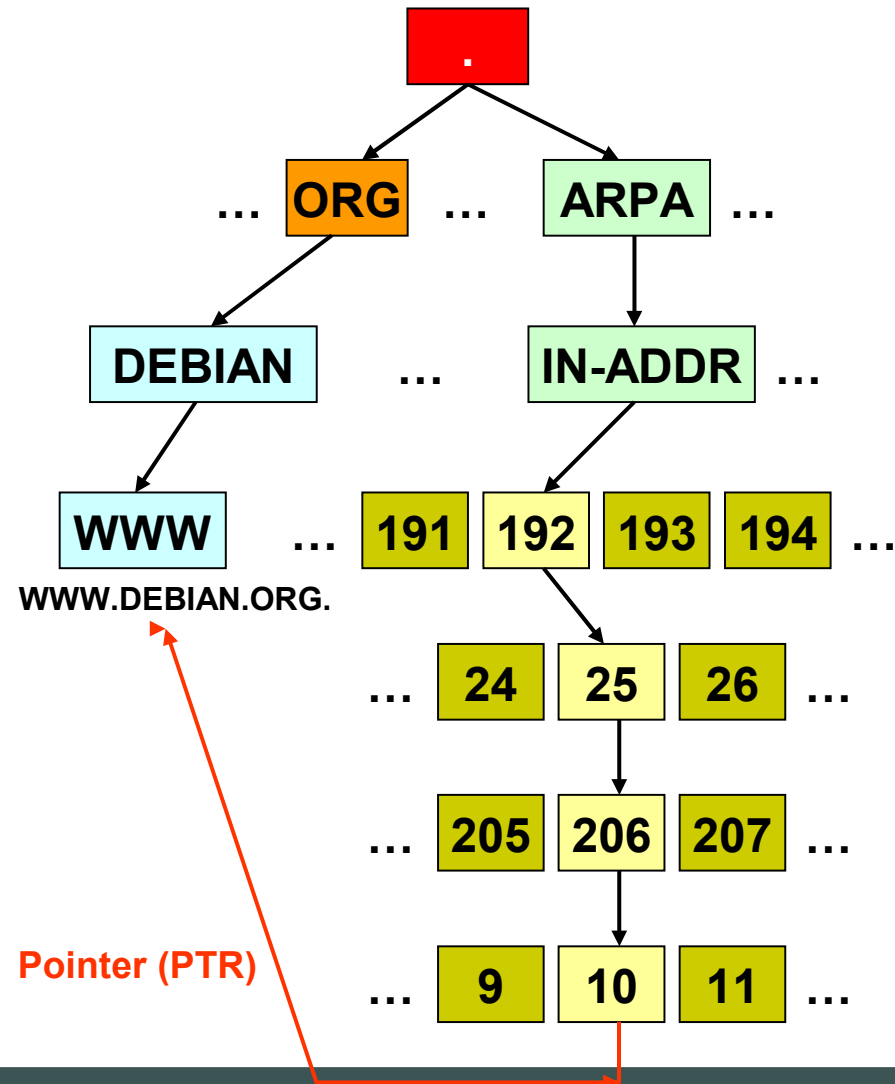 .
… ORG … ARPA …
DEBIAN … IN-ADDR …
WWW … 191 192 193 194 …
WWW.DEBIAN.ORG.
… 24 25 26 …
… 205 206 207 …
Pointer (PTR)
… 9 10 11 …